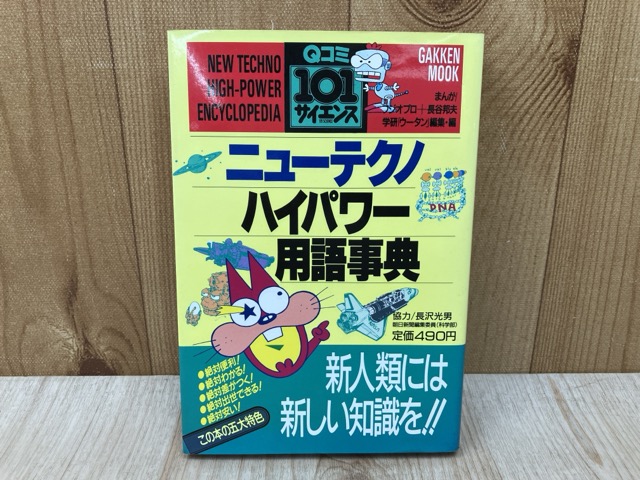 NEW TECHNO
HIGH-POWER
ENCYCLOPEDIA
Qコミ
101
サイエンス
GAKKEN
MOOK
まんが/
フジオプロ+長谷邦夫
学研『ウータン』編集・編
ニューテクノ
ハイパワー
用語事典
DNA
協力/長沢光男
朝日新聞編集委員(科学部)
定価490円
●絶対便利!
●絶対わかる!
●絶対差がつく!
●絶対出世できる!
●絶対安い!
この本の五大特色
新人類には
新しい知識を!!